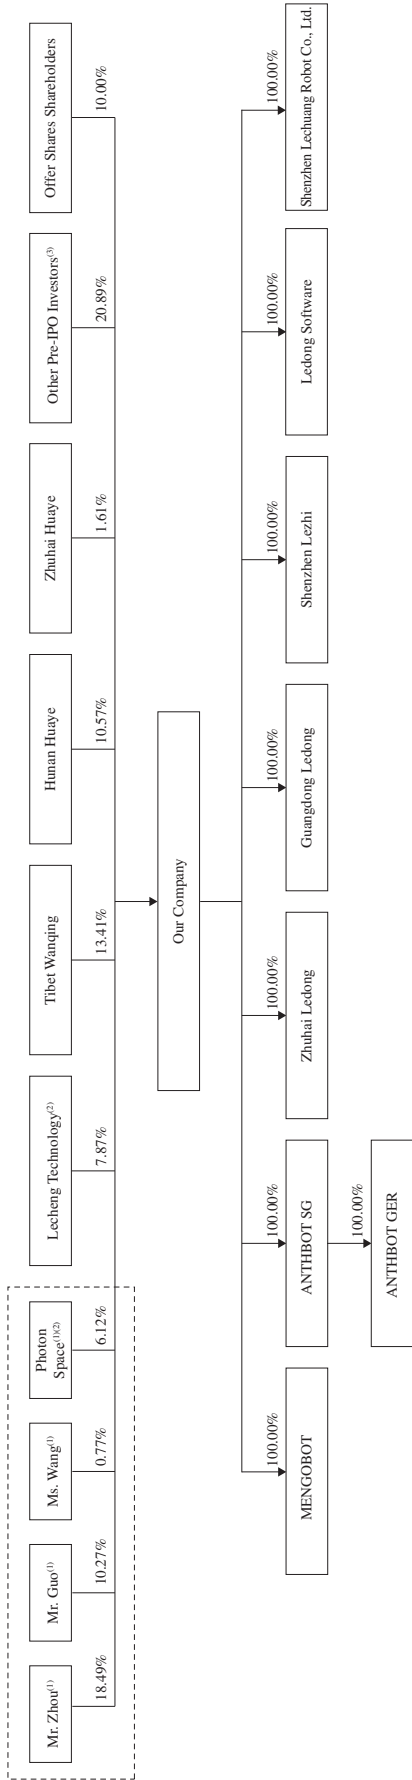 Mr. Zhou(1)
Mr. Guo(1)
Ms. Wang(1)
Photon
Space(1)(2)
Lecheng Technology(2)
Tibet Wanqing
Hunan Huaye
Zhuhai Huaye
Other Pre-IPO Investors(3)
Offer Shares Shareholders
18.49%
10.27%
0.77%
6.12%
7.87%
13.41%
10.57%
1.61%
20.89%
10.00%
Our Company
100.00%
100.00%
100.00%
100.00%
100.00%
100.00%
100.00%
MENGOBOT
ANTHBOT SG
Zhuhai Ledong
Guangdong Ledong
Shenzhen Lezhi
Ledong Software
Shenzhen Lechuang Robot Co., Ltd.
100.00%
ANTHBOT GER